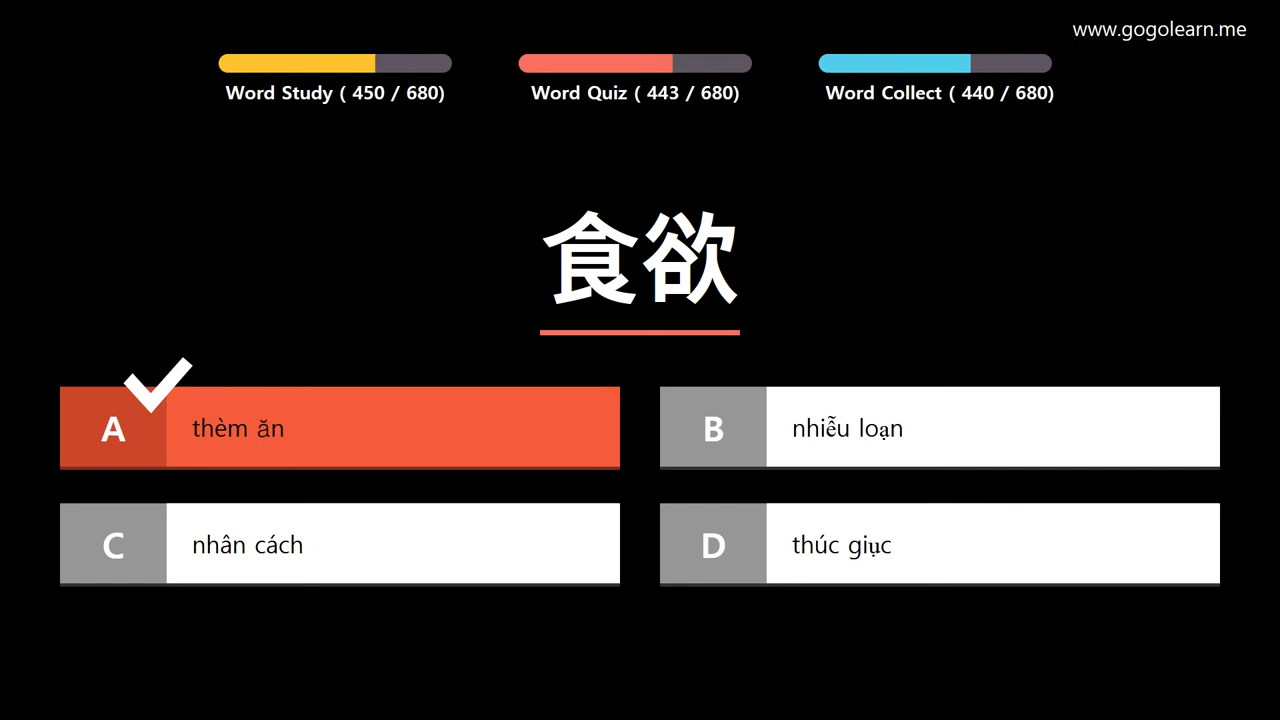 www.gogolearn.me
Word Study ( 450 / 680)
Word Quiz ( 443 / 680)
Word Collect ( 440 / 680)
食欲
A thèm ăn
B nhiễu loạn
C nhân cách
D thúc giục